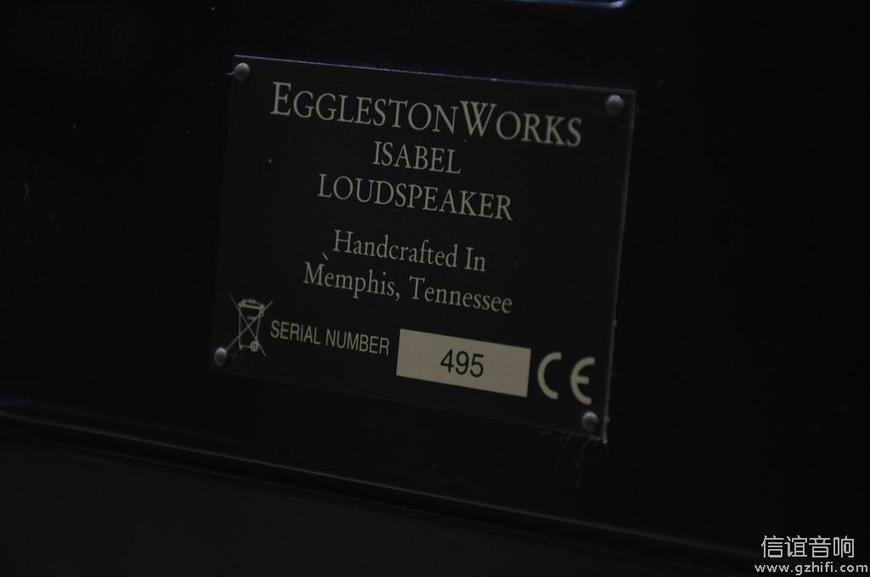 EGGLESTONWORKS
ISABEL
LOUDSPEAKER
Handcrafted In
Memphis, Tennessee
SERIAL NUMBER 495 CE
信谊音响
www.gzhifi.com